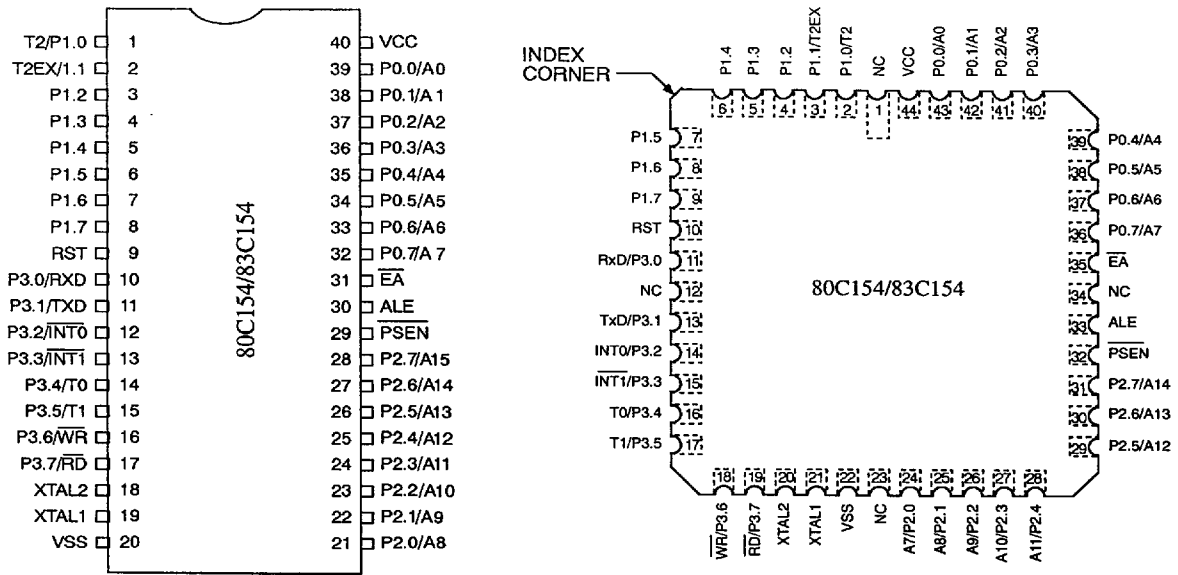 T2/P1.0 1
T2EX/1.1 2
P1.2 3
P1.3 4
P1.4 5
P1.5 6
P1.6 7
P1.7 8
RST 9
P3.0/RXD 10
P3.1/TXD 11
P3.2/INT0 12
P3.3/INT1 13
P3.4/T0 14
P3.5/T1 15
P3.6/WR 16
P3.7/RD 17
XTAL2 18
XTAL1 19
VSS 20
80C154/83C154
40 VCC
39 P0.0/A0
38 P0.1/A 1
37 P0.2/A2
36 P0.3/A3
35 P0.4/A4
34 P0.5/A5
33 P0.6/A6
32 P0.7/A 7
31 EA
30 ALE
29 PSEN
28 P2.7/A15
27 P2.6/A14
26 P2.5/A13
25 P2.4/A12
24 P2.3/A11
23 P2.2/A10
22 P2.1/A9
21 P2.0/A8
INDEX
CORNER
P1.4 6
P1.3 5
P1.2 4
P1.1/T2EX 3
P1.0/T2 2
NC 1
VCC 44
P0.0/A0 43
P0.1/A1 42
P0.2/A2 41
P0.3/A3 40
P1.5 7
P1.6 8
P1.7 9
RST 10
RxD/P3.0 11
NC 12
TxD/P3.1 13
INT0/P3.2 14
INT1/P3.3 15
T0/P3.4 16
T1/P3.5 17
80C154/83C154
39 P0.4/A4
38 P0.5/A5
37 P0.6/A6
36 P0.7/A7
35 EA
34 NC
33 ALE
32 PSEN
31 P2.7/A14
30 P2.6/A13
29 P2.5/A12
18 WR/P3.6
19 RD/P3.7
20 XTAL2
21 XTAL1
22 VSS
23 NC
24 A7/P2.0
25 A8/P2.1
26 A9/P2.2
27 A10/P2.3
28 A11/P2.4